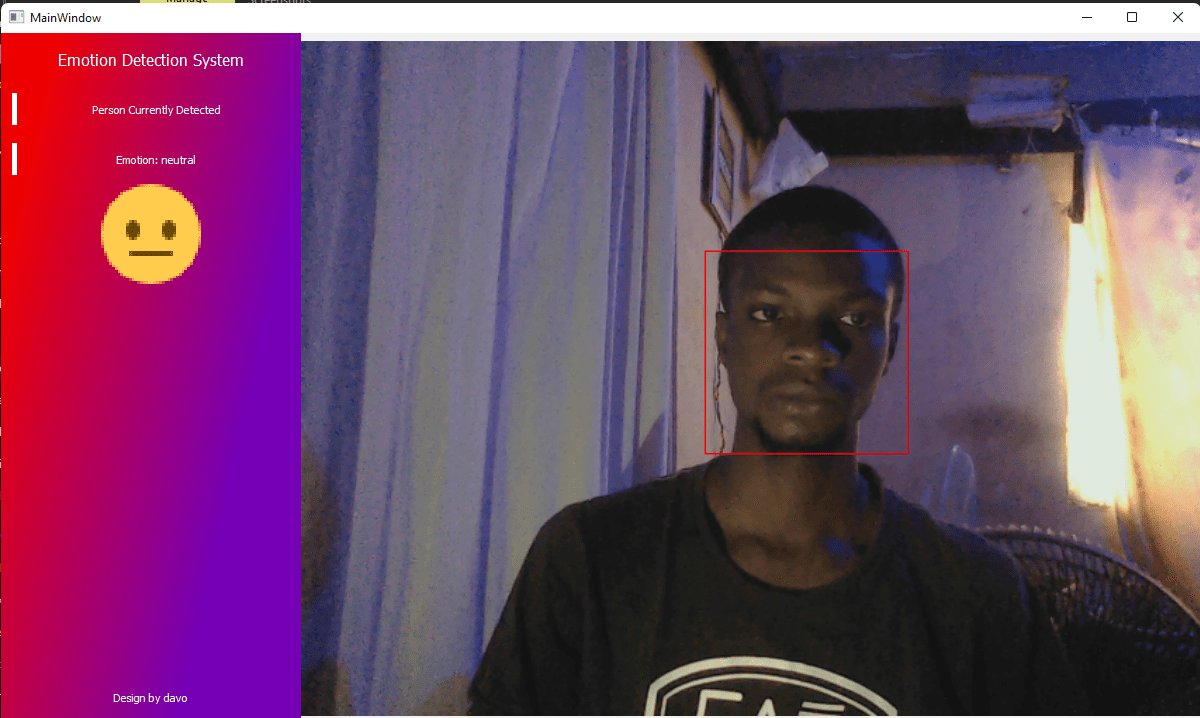 MainWindow
Emotion Detection System
Person Currently Detected
Emotion: neutral
Design by davo